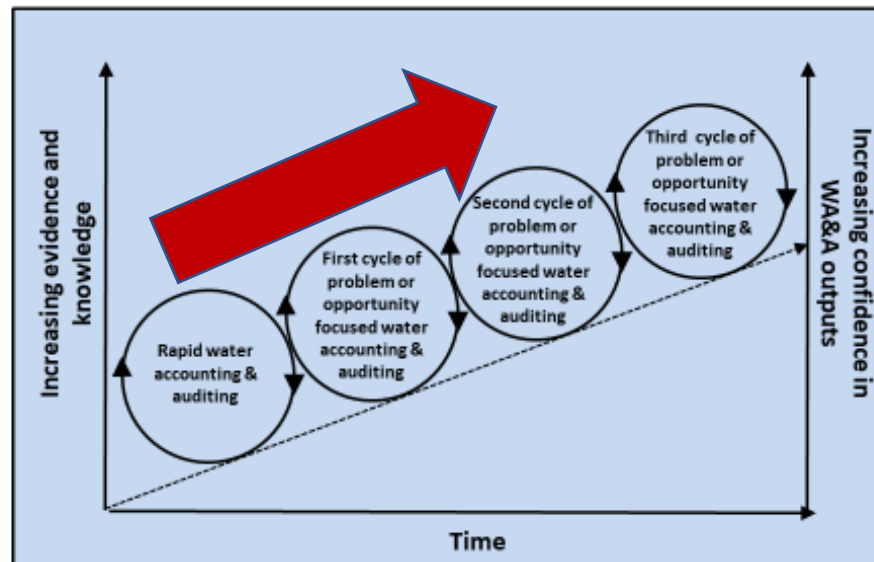 Increasing evidence and
knowledge
Rapid water
accounting &
auditing
First cycle of
problem or
opportunity
focused water
accounting &
auditing
Second cycle of
problem or
opportunity
focused water
accounting &
auditing
Third cycle of
problem or
opportunity
focused water
accounting &
auditing
Increasing confidence in
WA&A outputs
Time